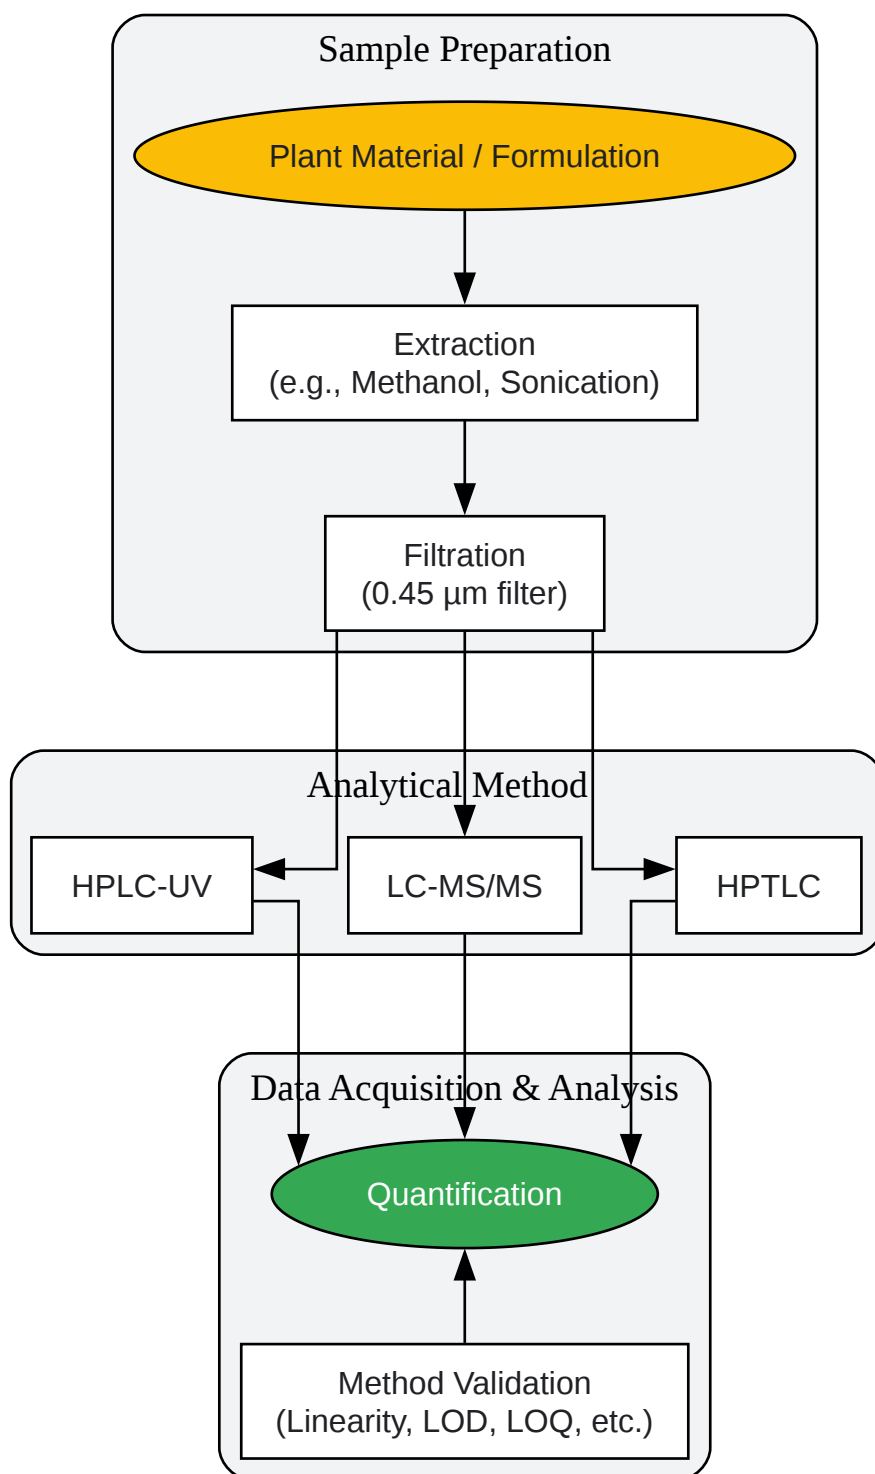 Sample Preparation
Plant Material / Formulation
Extraction
(e.g., Methanol, Sonication)
Filtration
(0.45 µm filter)
Analytical Method
HPLC-UV
LC-MS/MS
HPTLC
Data Acquisition & Analysis
Quantification
Method Validation
(Linearity, LOD, LOQ, etc.)